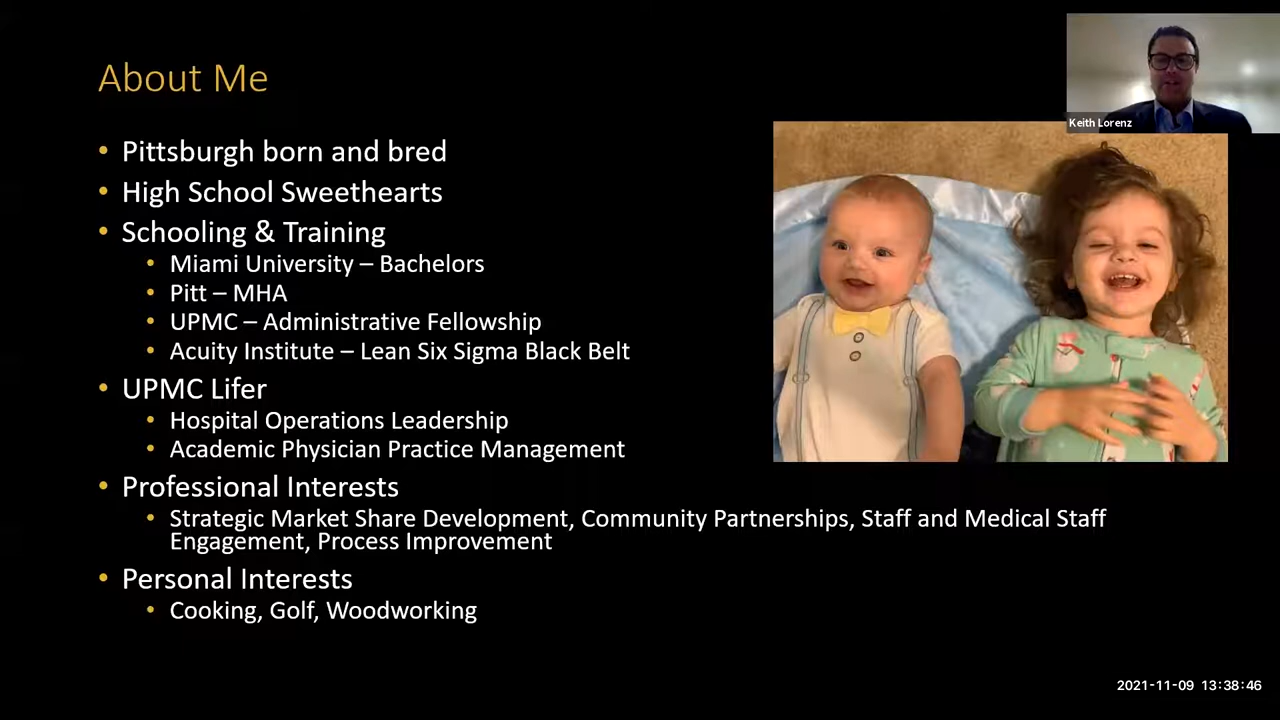 About Me
Keith Lorenz
• Pittsburgh born and bred
• High School Sweethearts
• Schooling & Training
• Miami University – Bachelors
• Pitt – MHA
• UPMC – Administrative Fellowship
• Acuity Institute – Lean Six Sigma Black Belt
• UPMC Lifer
• Hospital Operations Leadership
• Academic Physician Practice Management
• Professional Interests
• Strategic Market Share Development, Community Partnerships, Staff and Medical Staff
Engagement, Process Improvement
• Personal Interests
• Cooking, Golf, Woodworking
2021-11-09 13:38:46